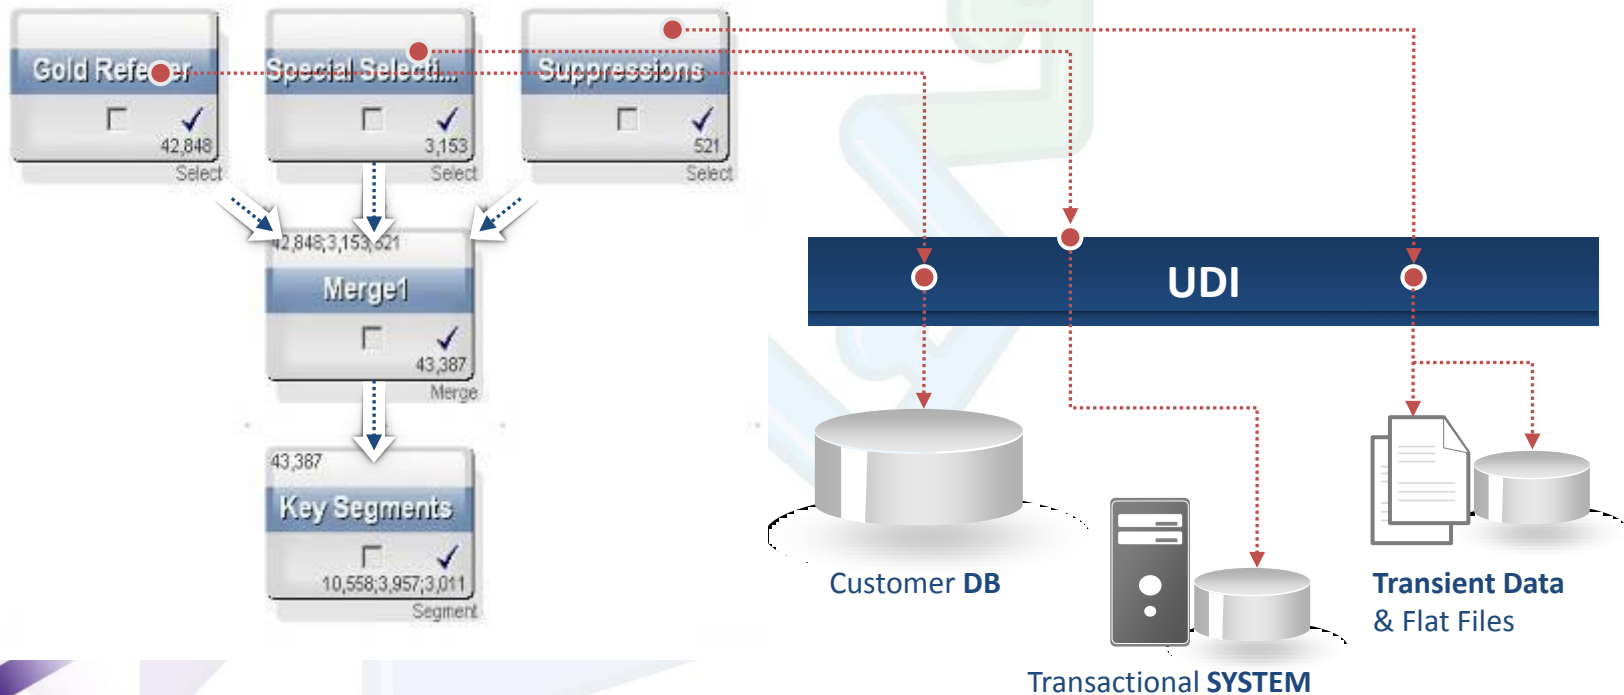 Gold Referrer
42,848
Select
Special Selecti...
3,153
Select
Suppressions
521
Select
42,848;3,153;521
Merge1
43,387
Merge
43,387
Key Segments
10,558;3,957;3,011
Segment
UDI
Customer DB
Transactional SYSTEM
Transient Data
& Flat Files